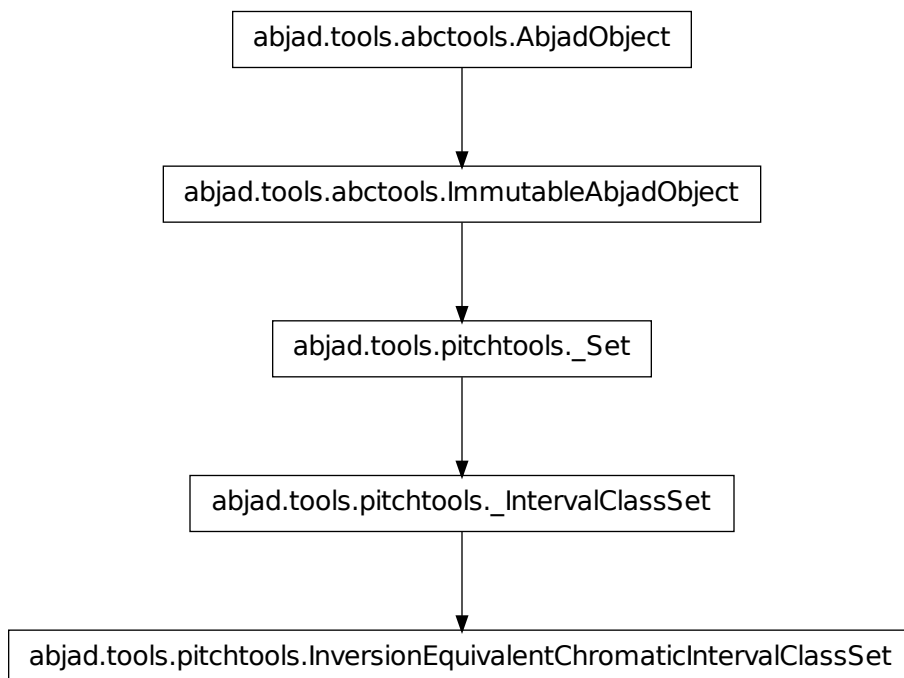 abjad.tools.abctools.AbjadObject
abjad.tools.abctools.ImmutableAbjadObject
abjad.tools.pitchtools._Set
abjad.tools.pitchtools._IntervalClassSet
abjad.tools.pitchtools.InversionEquivalentChromaticIntervalClassSet